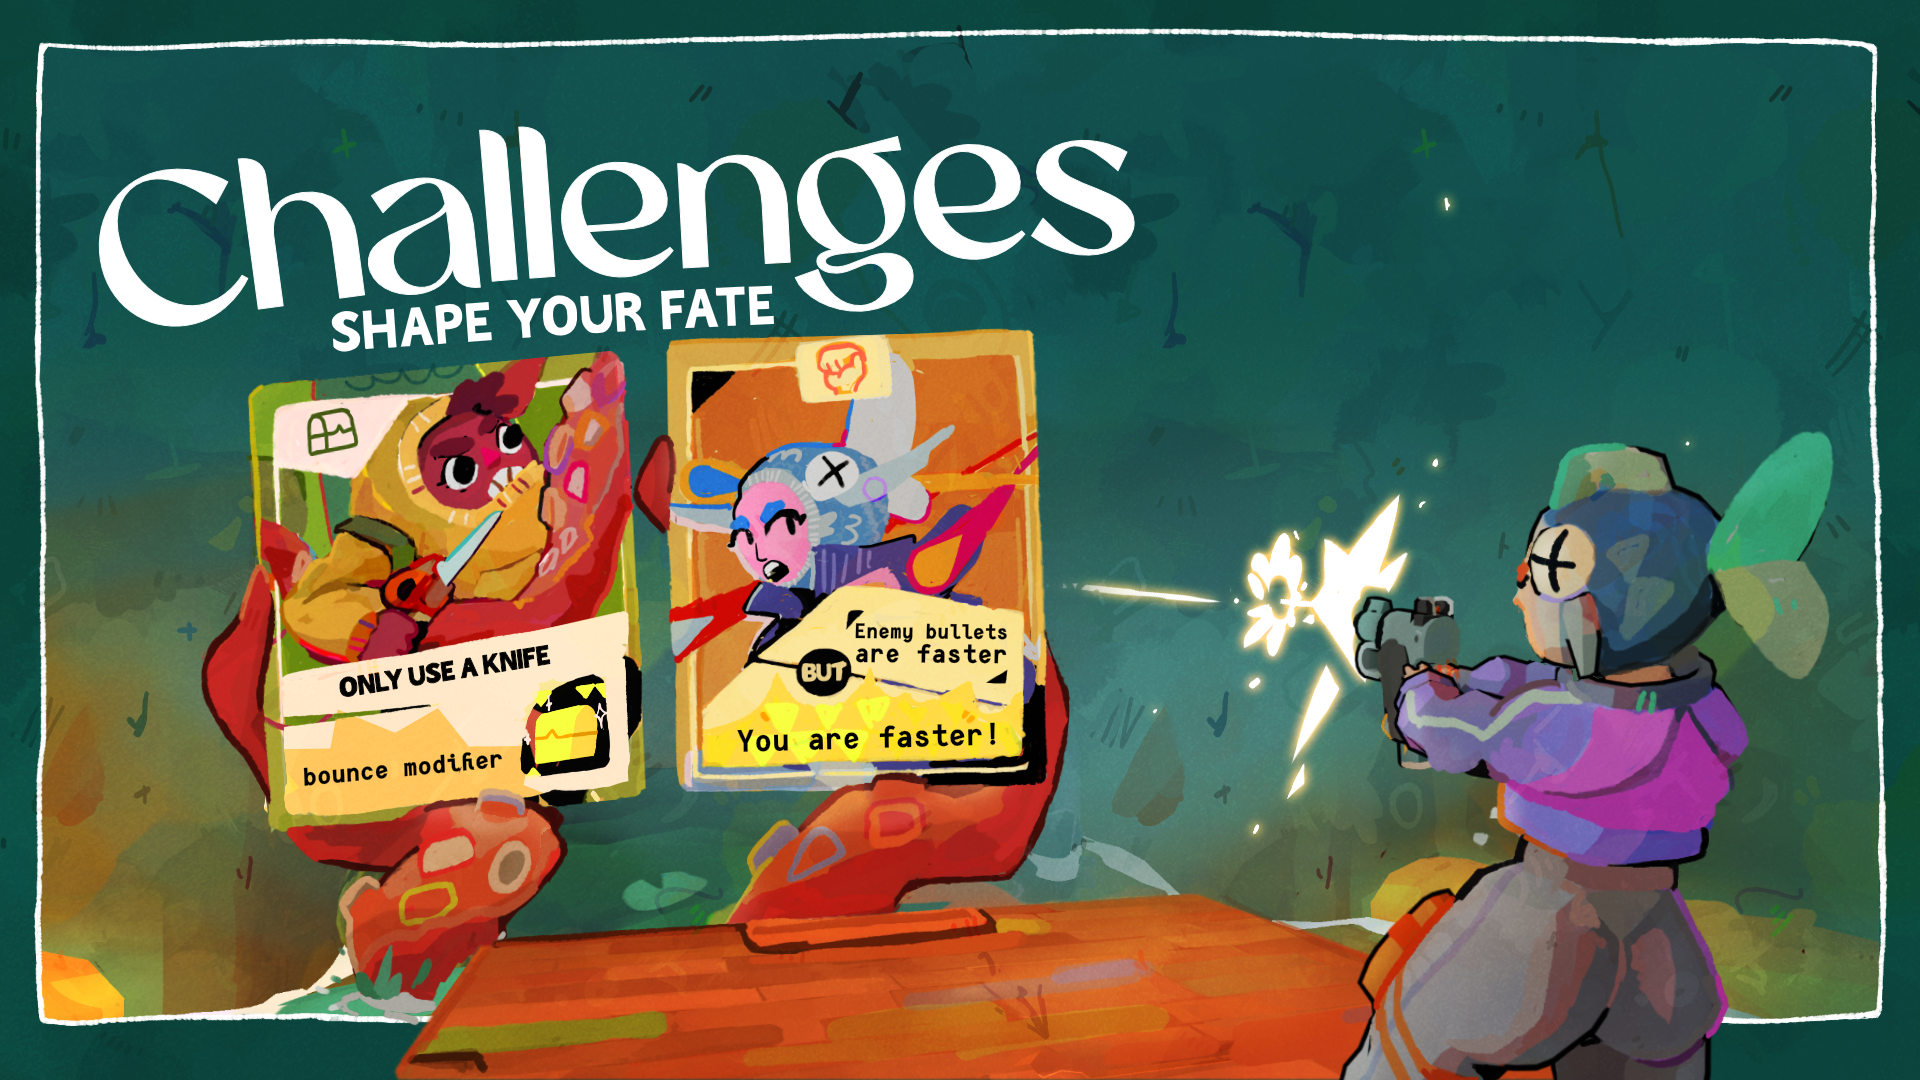 Challenges
SHAPE YOUR FATE
ONLY USE A KNIFE
bounce modifier
Enemy bullets
are faster
BUT
You are faster!